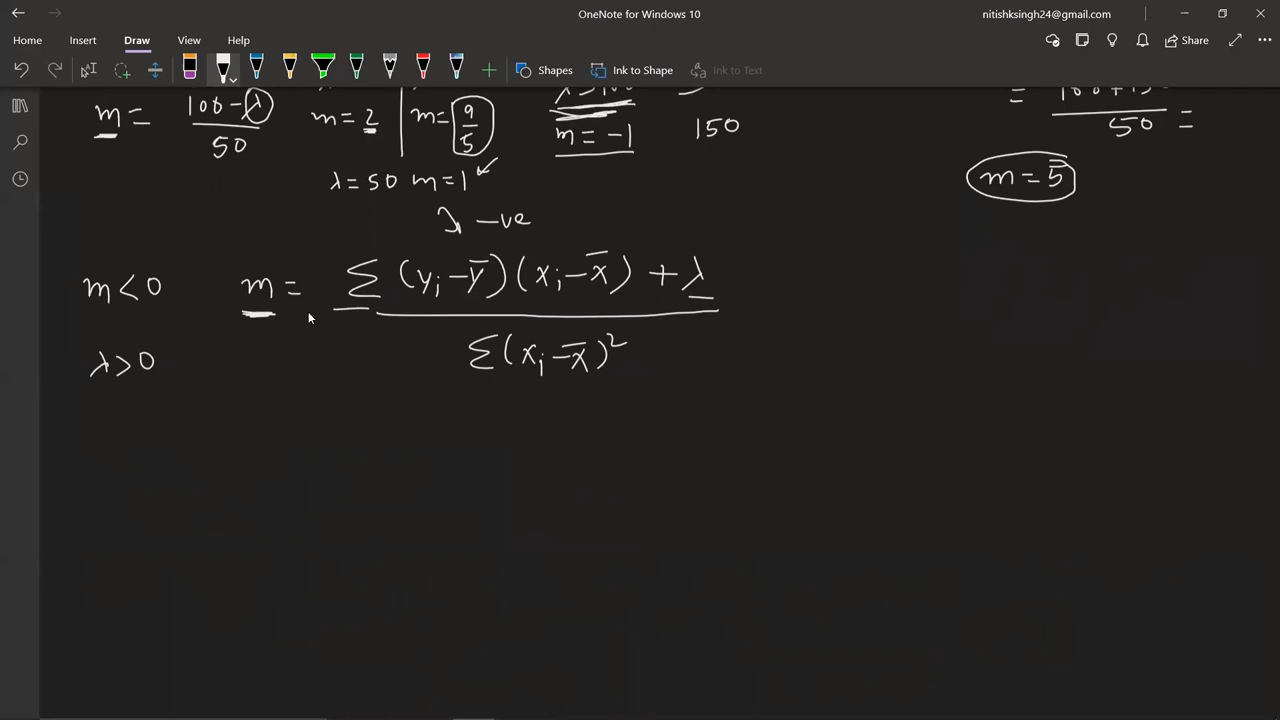 OneNote for Windows 10
nitishksingh24@gmail.com
Home Insert Draw View Help
Share
Shapes Ink to Shape Ink to Text
m = 100-λ / 50
m = 2
m = 9/5
m = -1
150
50 =
λ = 50 m = 1
m = 5
λ -ve
m < 0
m = Σ (yi - ȳ)(xi - x̄) + λ
Σ(xi - x̄)²
λ > 0